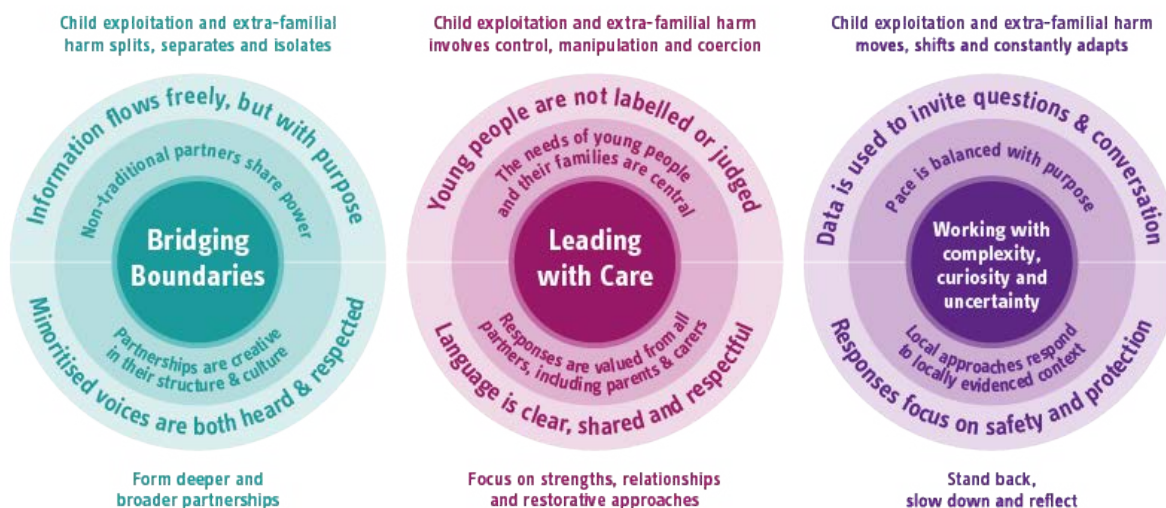 Child exploitation and extra-familial
harm splits, separates and isolates
Information flows freely, but with purpose
Non-traditional partners share power
Bridging
Boundaries
Partnerships are creative
in their structure & culture
Minoritised voices are both heard & respected
Form deeper and
broader partnerships
Child exploitation and extra-familial harm
involves control, manipulation and coercion
Young people are not labelled or judged
The needs of young people
and their families are central
Leading
with Care
Responses are valued from all
partners, including parents & carers
Language is clear, shared and respectful
Focus on strengths, relationships
and restorative approaches
Child exploitation and extra-familial harm
moves, shifts and constantly adapts
Data is used to invite questions & conversation
Pace is balanced with purpose
Working with
complexity,
curiosity and
uncertainty
Local approaches respond
to locally evidenced context
Responses focus on safety and protection
Stand back,
slow down and reflect